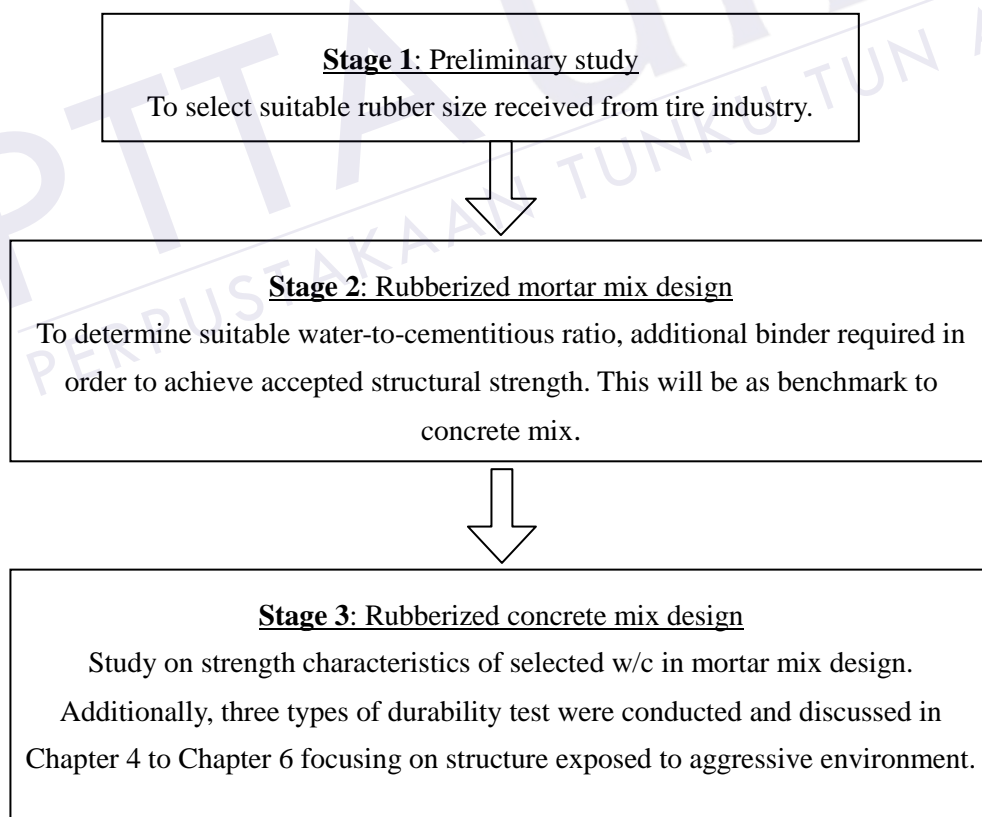 Stage 1: Preliminary study
To select suitable rubber size received from tire industry.
Stage 2: Rubberized mortar mix design
To determine suitable water-to-cementitious ratio, additional binder required in
order to achieve accepted structural strength. This will be as benchmark to
concrete mix.
Stage 3: Rubberized concrete mix design
Study on strength characteristics of selected w/c in mortar mix design.
Additionally, three types of durability test were conducted and discussed in
Chapter 4 to Chapter 6 focusing on structure exposed to aggressive environment.
PERPUSTAKAAN TUNKU TUN A